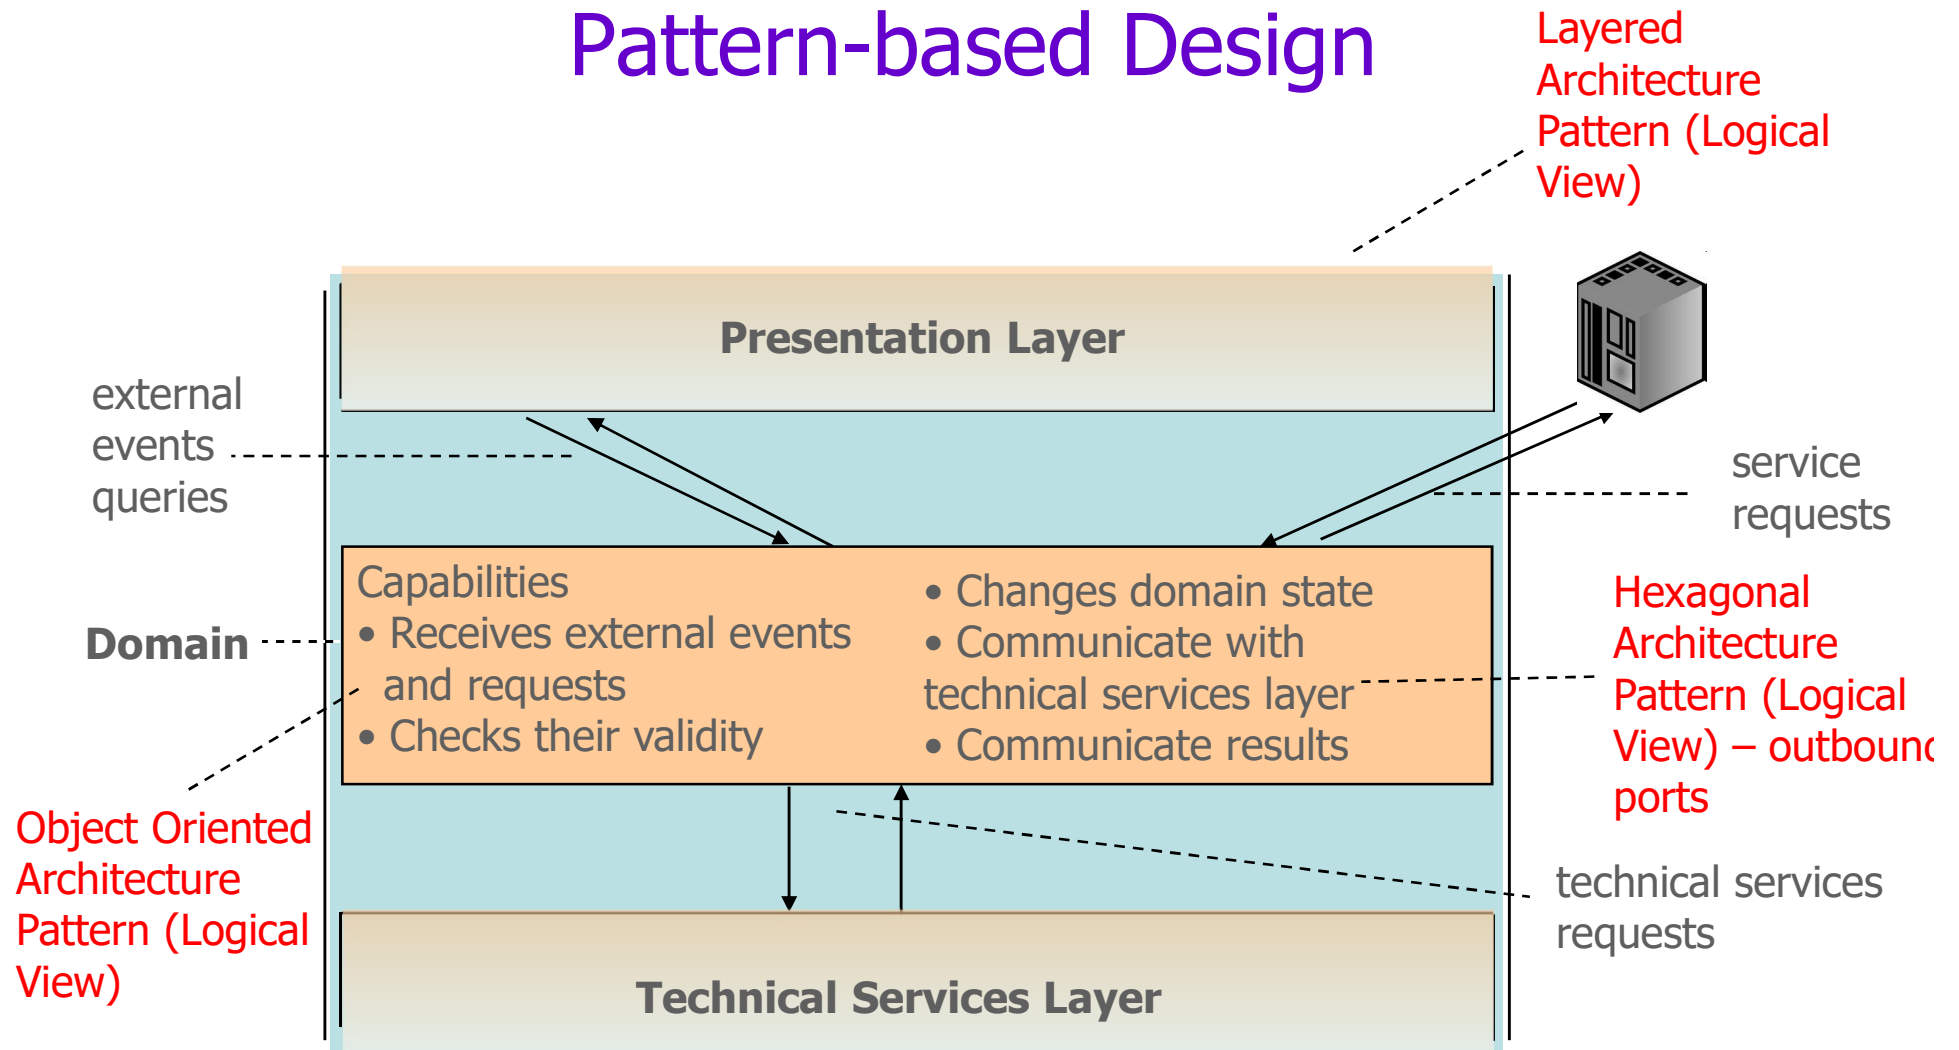 Pattern-based Design
Layered
Architecture
Pattern (Logical
View)
Presentation Layer
external
events
queries
service
requests
Domain
Capabilities
• Receives external events
and requests
• Checks their validity
• Changes domain state
• Communicate with
technical services layer
• Communicate results
Hexagonal
Architecture
Pattern (Logical
View) – outbound
ports
Object Oriented
Architecture
Pattern (Logical
View)
technical services
requests
Technical Services Layer